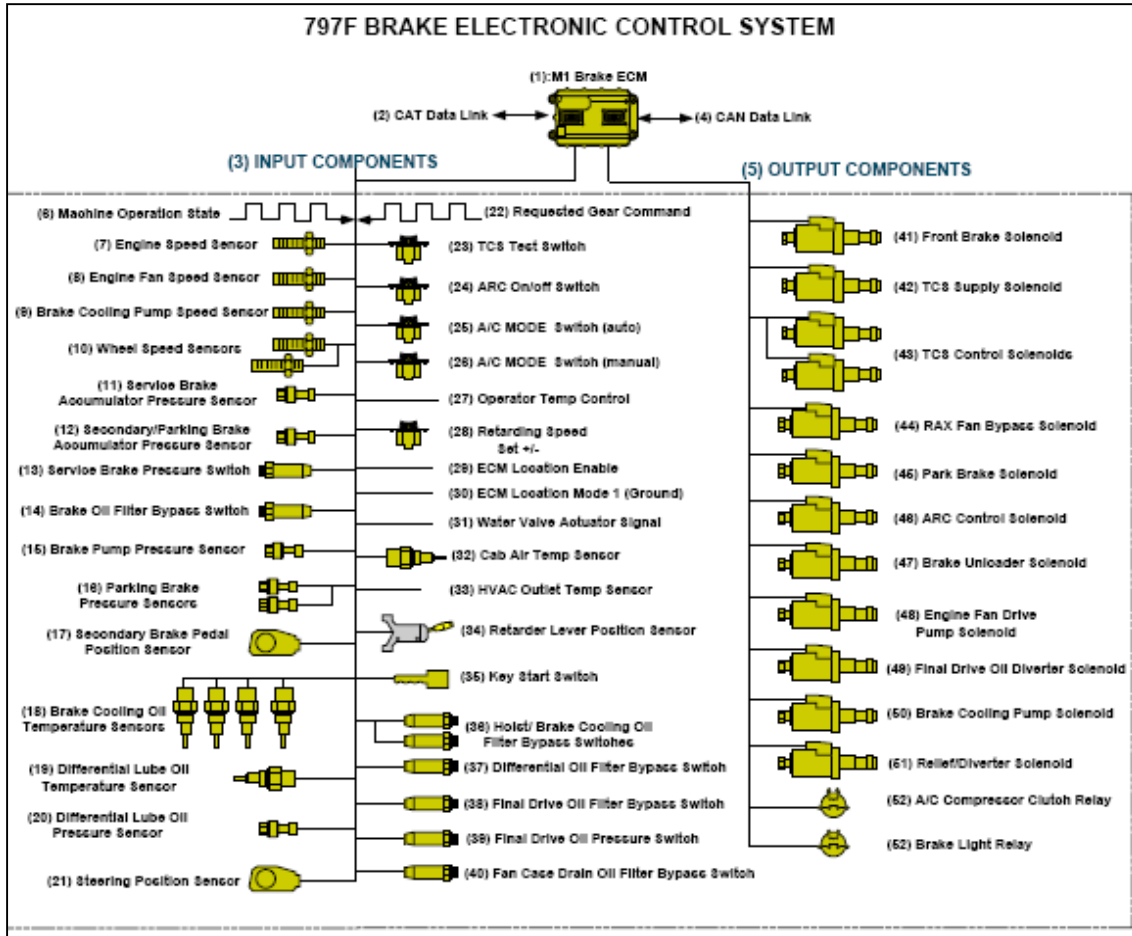 797F BRAKE ELECTRONIC CONTROL SYSTEM
(1):M1 Brake ECM
(2) CAT Data Link
(4) CAN Data Link
(3) INPUT COMPONENTS
(5) OUTPUT COMPONENTS
(6) Machine Operation State
(7) Engine Speed Sensor
(8) Engine Fan Speed Sensor
(9) Brake Cooling Pump Speed Sensor
(10) Wheel Speed Sensors
(11) Service Brake
Accumulator Pressure Sensor
(12) Secondary/Parking Brake
Accumulator Pressure Sensor
(13) Service Brake Pressure Switch
(14) Brake Oil Filter Bypass Switch
(15) Brake Pump Pressure Sensor
(16) Parking Brake
Pressure Sensors
(17) Secondary Brake Pedal
Position Sensor
(18) Brake Cooling Oil
Temperature Sensors
(19) Differential Lube Oil
Temperature Sensor
(20) Differential Lube Oil
Pressure Sensor
(21) Steering Position Sensor
(22) Requested Gear Command
(23) TCS Test Switch
(24) ARC On/off Switch
(25) A/C MODE Switch (auto)
(26) A/C MODE Switch (manual)
(27) Operator Temp Control
(28) Retarding Speed
Set +/-
(29) ECM Location Enable
(30) ECM Location Mode 1 (Ground)
(31) Water Valve Actuator Signal
(32) Cab Air Temp Sensor
(33) HVAC Outlet Temp Sensor
(34) Retarder Lever Position Sensor
(35) Key Start Switch
(36) Hoist/ Brake Cooling Oil
Filter Bypass Switches
(37) Differential Oil Filter Bypass Switch
(38) Final Drive Oil Filter Bypass Switch
(39) Final Drive Oil Pressure Switch
(40) Fan Case Drain Oil Filter Bypass Switch
(41) Front Brake Solenoid
(42) TCS Supply Solenoid
(43) TCS Control Solenoids
(44) RAX Fan Bypass Solenoid
(45) Park Brake Solenoid
(46) ARC Control Solenoid
(47) Brake Unloader Solenoid
(48) Engine Fan Drive
Pump Solenoid
(49) Final Drive Oil Diverter Solenoid
(50) Brake Cooling Pump Solenoid
(51) Relief/Diverter Solenoid
(52) A/C Compressor Clutch Relay
(52) Brake Light Relay